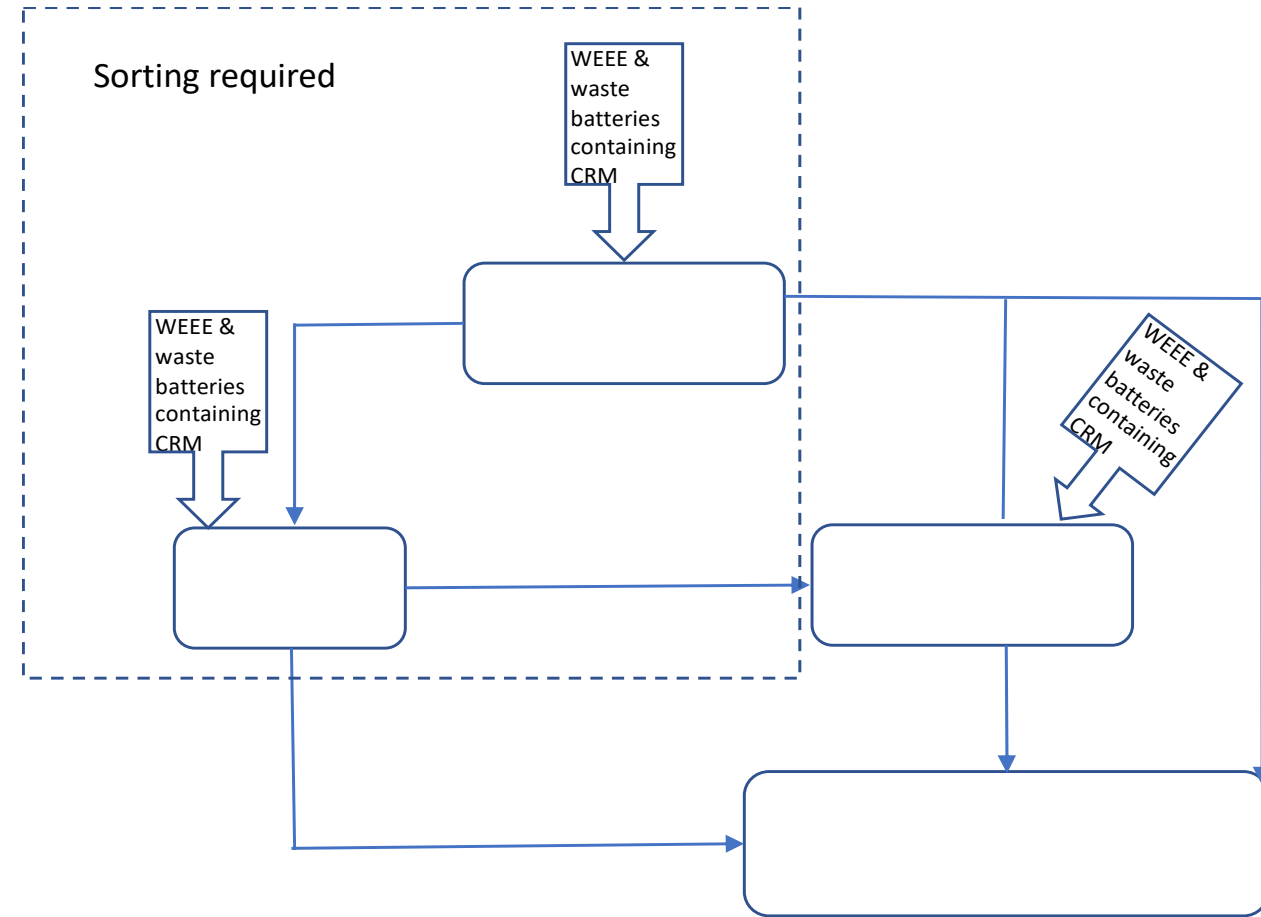 Sorting required
WEEE &
waste
batteries
containing
CRM
WEEE &
waste
batteries
containing
CRM
WEEE &
waste
batteries
containing
CRM